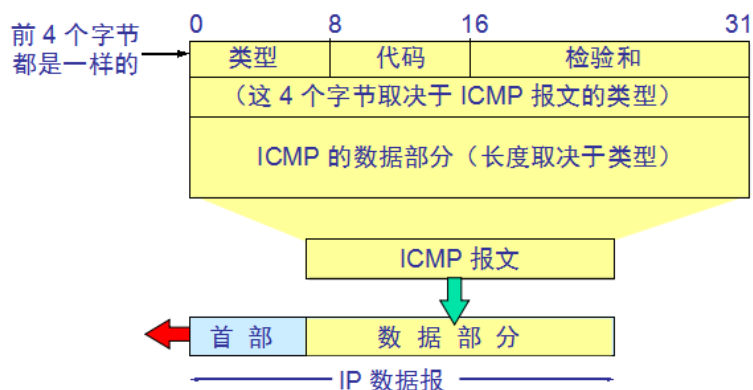 0 8 16 31
前 4 个字节
都是一样的
类型 代码 检验和
（这 4 个字节取决于 ICMP 报文的类型）
ICMP 的数据部分（长度取决于类型）
ICMP 报文
首 部 数 据 部 分
IP 数据报